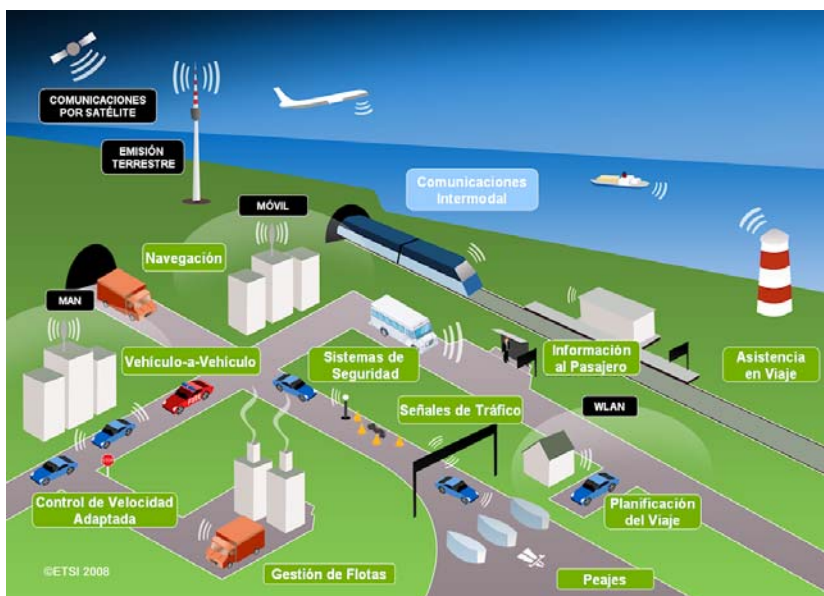 COMUNICACIONES
POR SATÉLITE
EMISIÓN
TERRESTRE
Comunicaciones
Intermodal
MÓVIL
Navegación
MAN
Vehículo-a-Vehículo
Sistemas de
Seguridad
Información
al Pasajero
Asistencia
en Viaje
Señales de Tráfico
WLAN
Control de Velocidad
Adaptada
Planificación
del Viaje
©ETSI 2008
Gestión de Flotas
Peajes